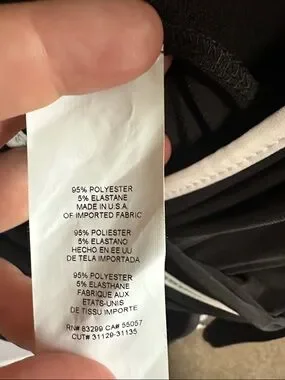 95% POLYESTER
5% ELASTANE
MADE IN U.S.A.
OF IMPORTED FABRIC
95% POLIESTER
5% ELASTANO
HECHO EN EE UU
DE TELA IMPORTADA
95% POLYESTER
5% ELASTHANE
FABRIQUE AUX
ETATS-UNIS
DE TISSU IMPORTE
RN# 83299 CA# 55057
CUT# 31129-31135